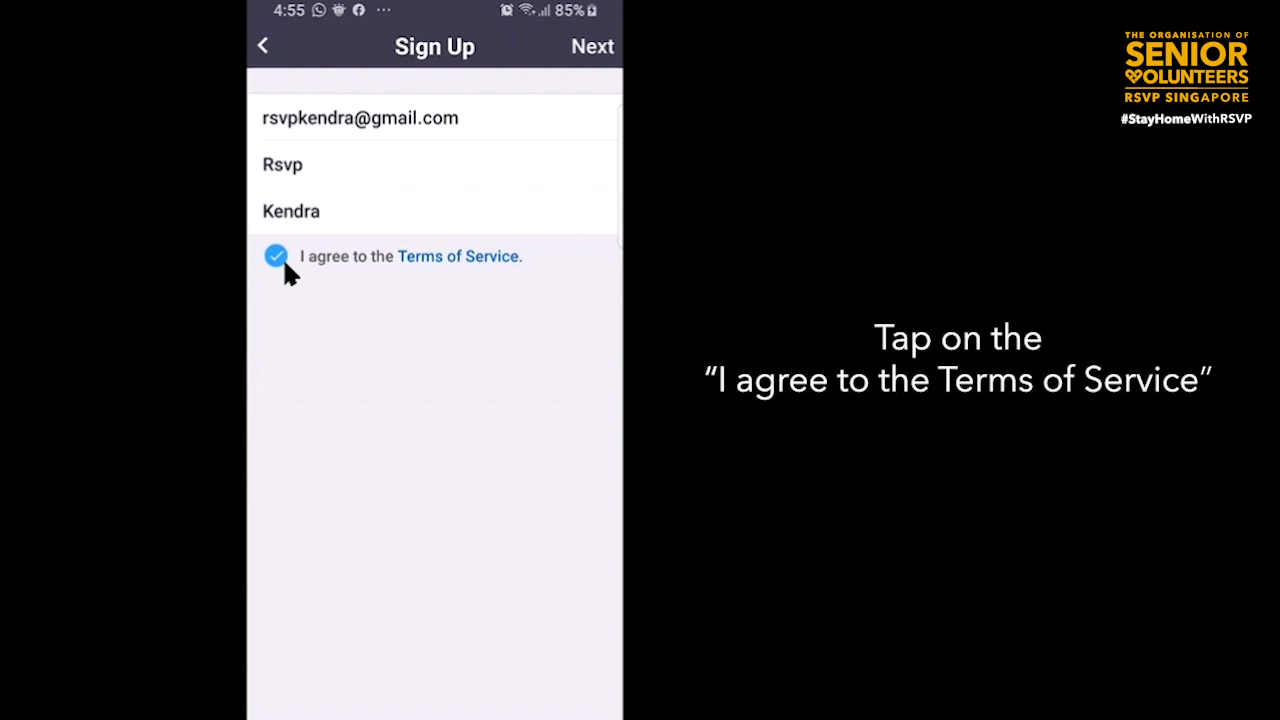 4:55
85%
Sign Up
Next
rsvpkendra@gmail.com
Rsvp
Kendra
I agree to the Terms of Service.
THE ORGANISATION OF
SENIOR
VOLUNTEERS
RSVP SINGAPORE
#StayHomeWithRSVP
Tap on the
“I agree to the Terms of Service”